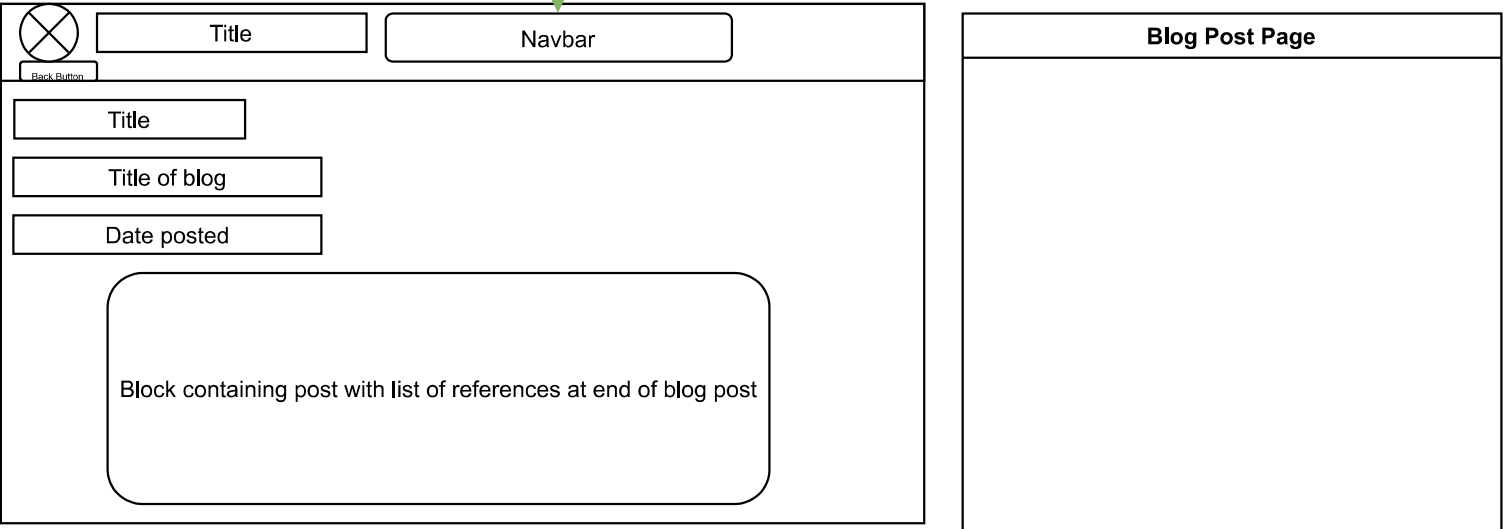 Title
Navbar
Back Button
Title
Title of blog
Date posted
Block containing post with list of references at end of blog post
Blog Post Page